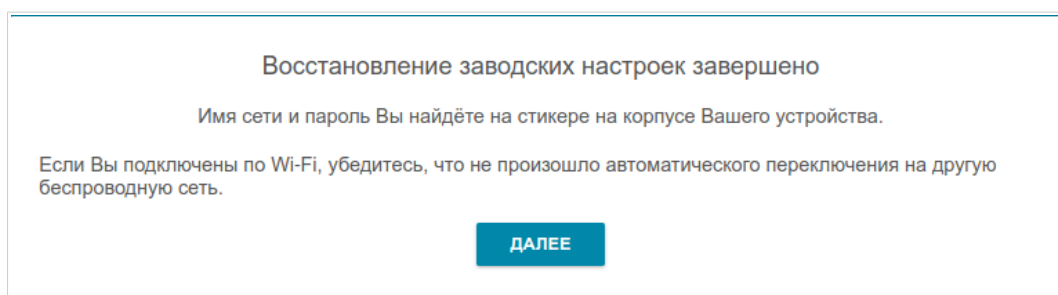 Восстановление заводских настроек завершено
Имя сети и пароль Вы найдёте на стикере на корпусе Вашего устройства.
Если Вы подключены по Wi-Fi, убедитесь, что не произошло автоматического переключения на другую
беспроводную сеть.
ДАЛЕЕ